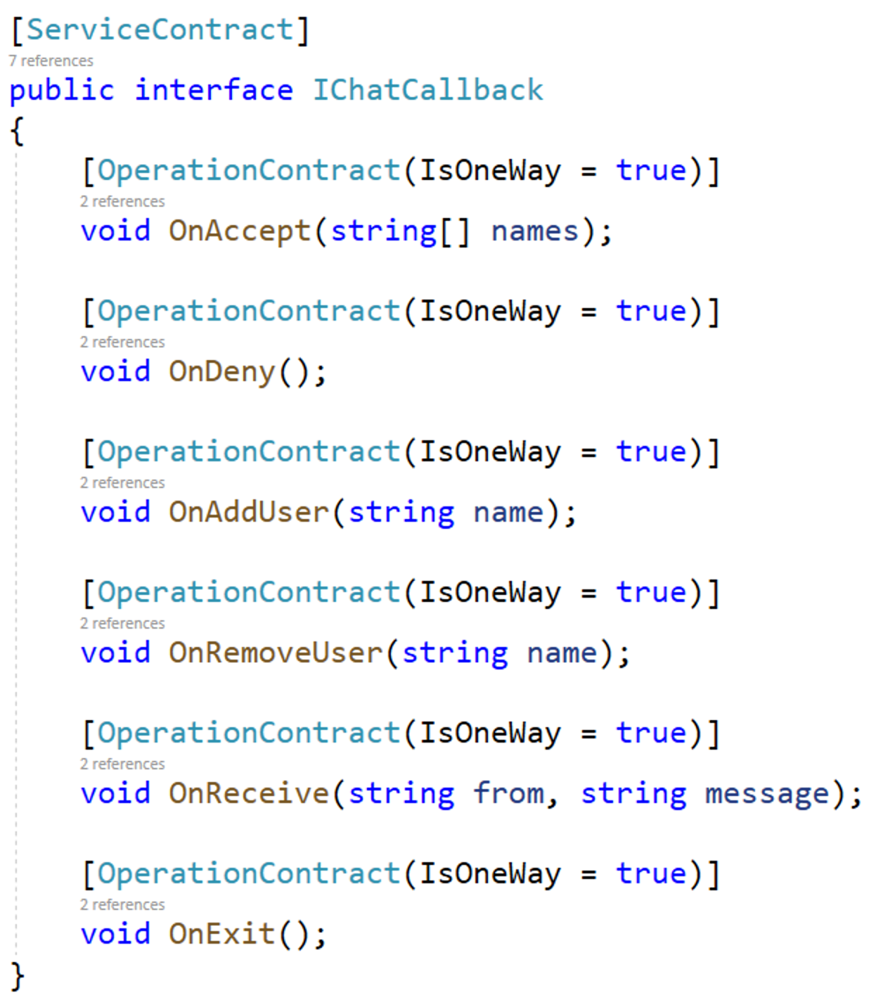 [ServiceContract]
7 references
public interface IChatCallback
{
[OperationContract(IsOneWay = true)]
2 references
void OnAccept(string[] names);
[OperationContract(IsOneWay = true)]
2 references
void OnDeny();
[OperationContract(IsOneWay = true)]
2 references
void OnAddUser(string name);
[OperationContract(IsOneWay = true)]
2 references
void OnRemoveUser(string name);
[OperationContract(IsOneWay = true)]
2 references
void OnReceive(string from, string message);
[OperationContract(IsOneWay = true)]
2 references
void OnExit();
}